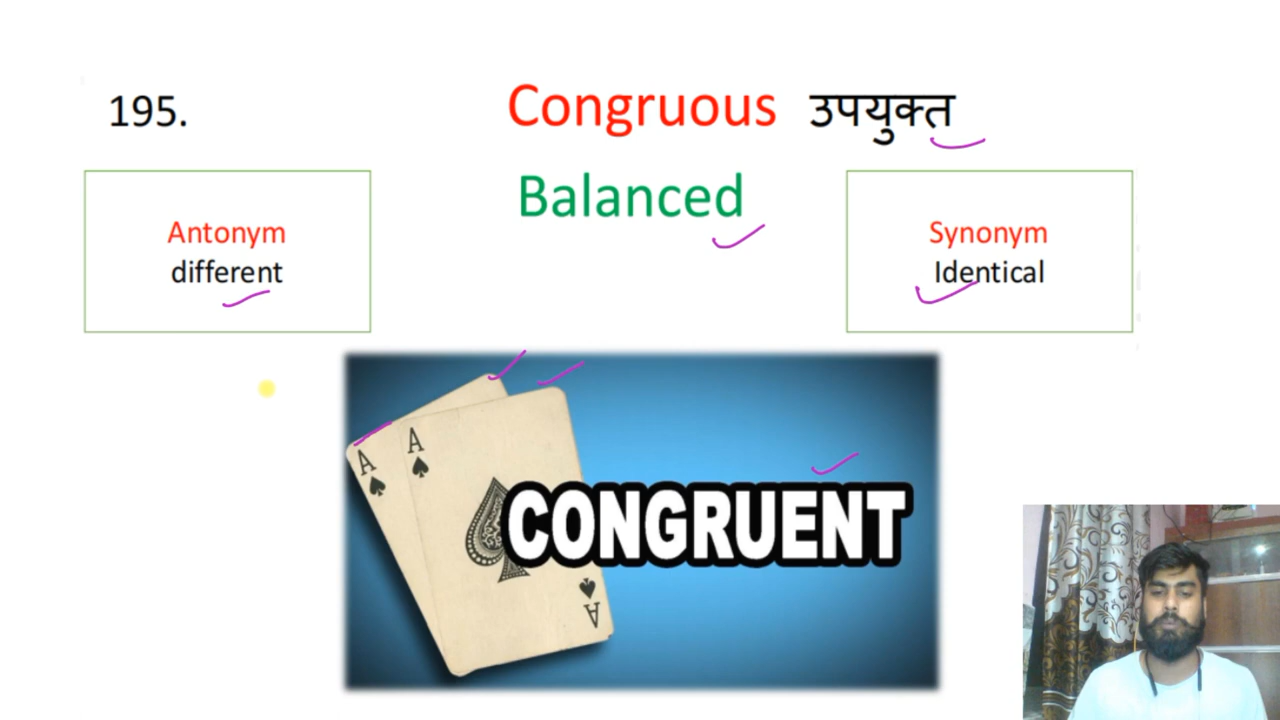 195.
Congruous उपयुक्त
Balanced
Antonym
different
Synonym
Identical
A
A
CONGRUENT
A